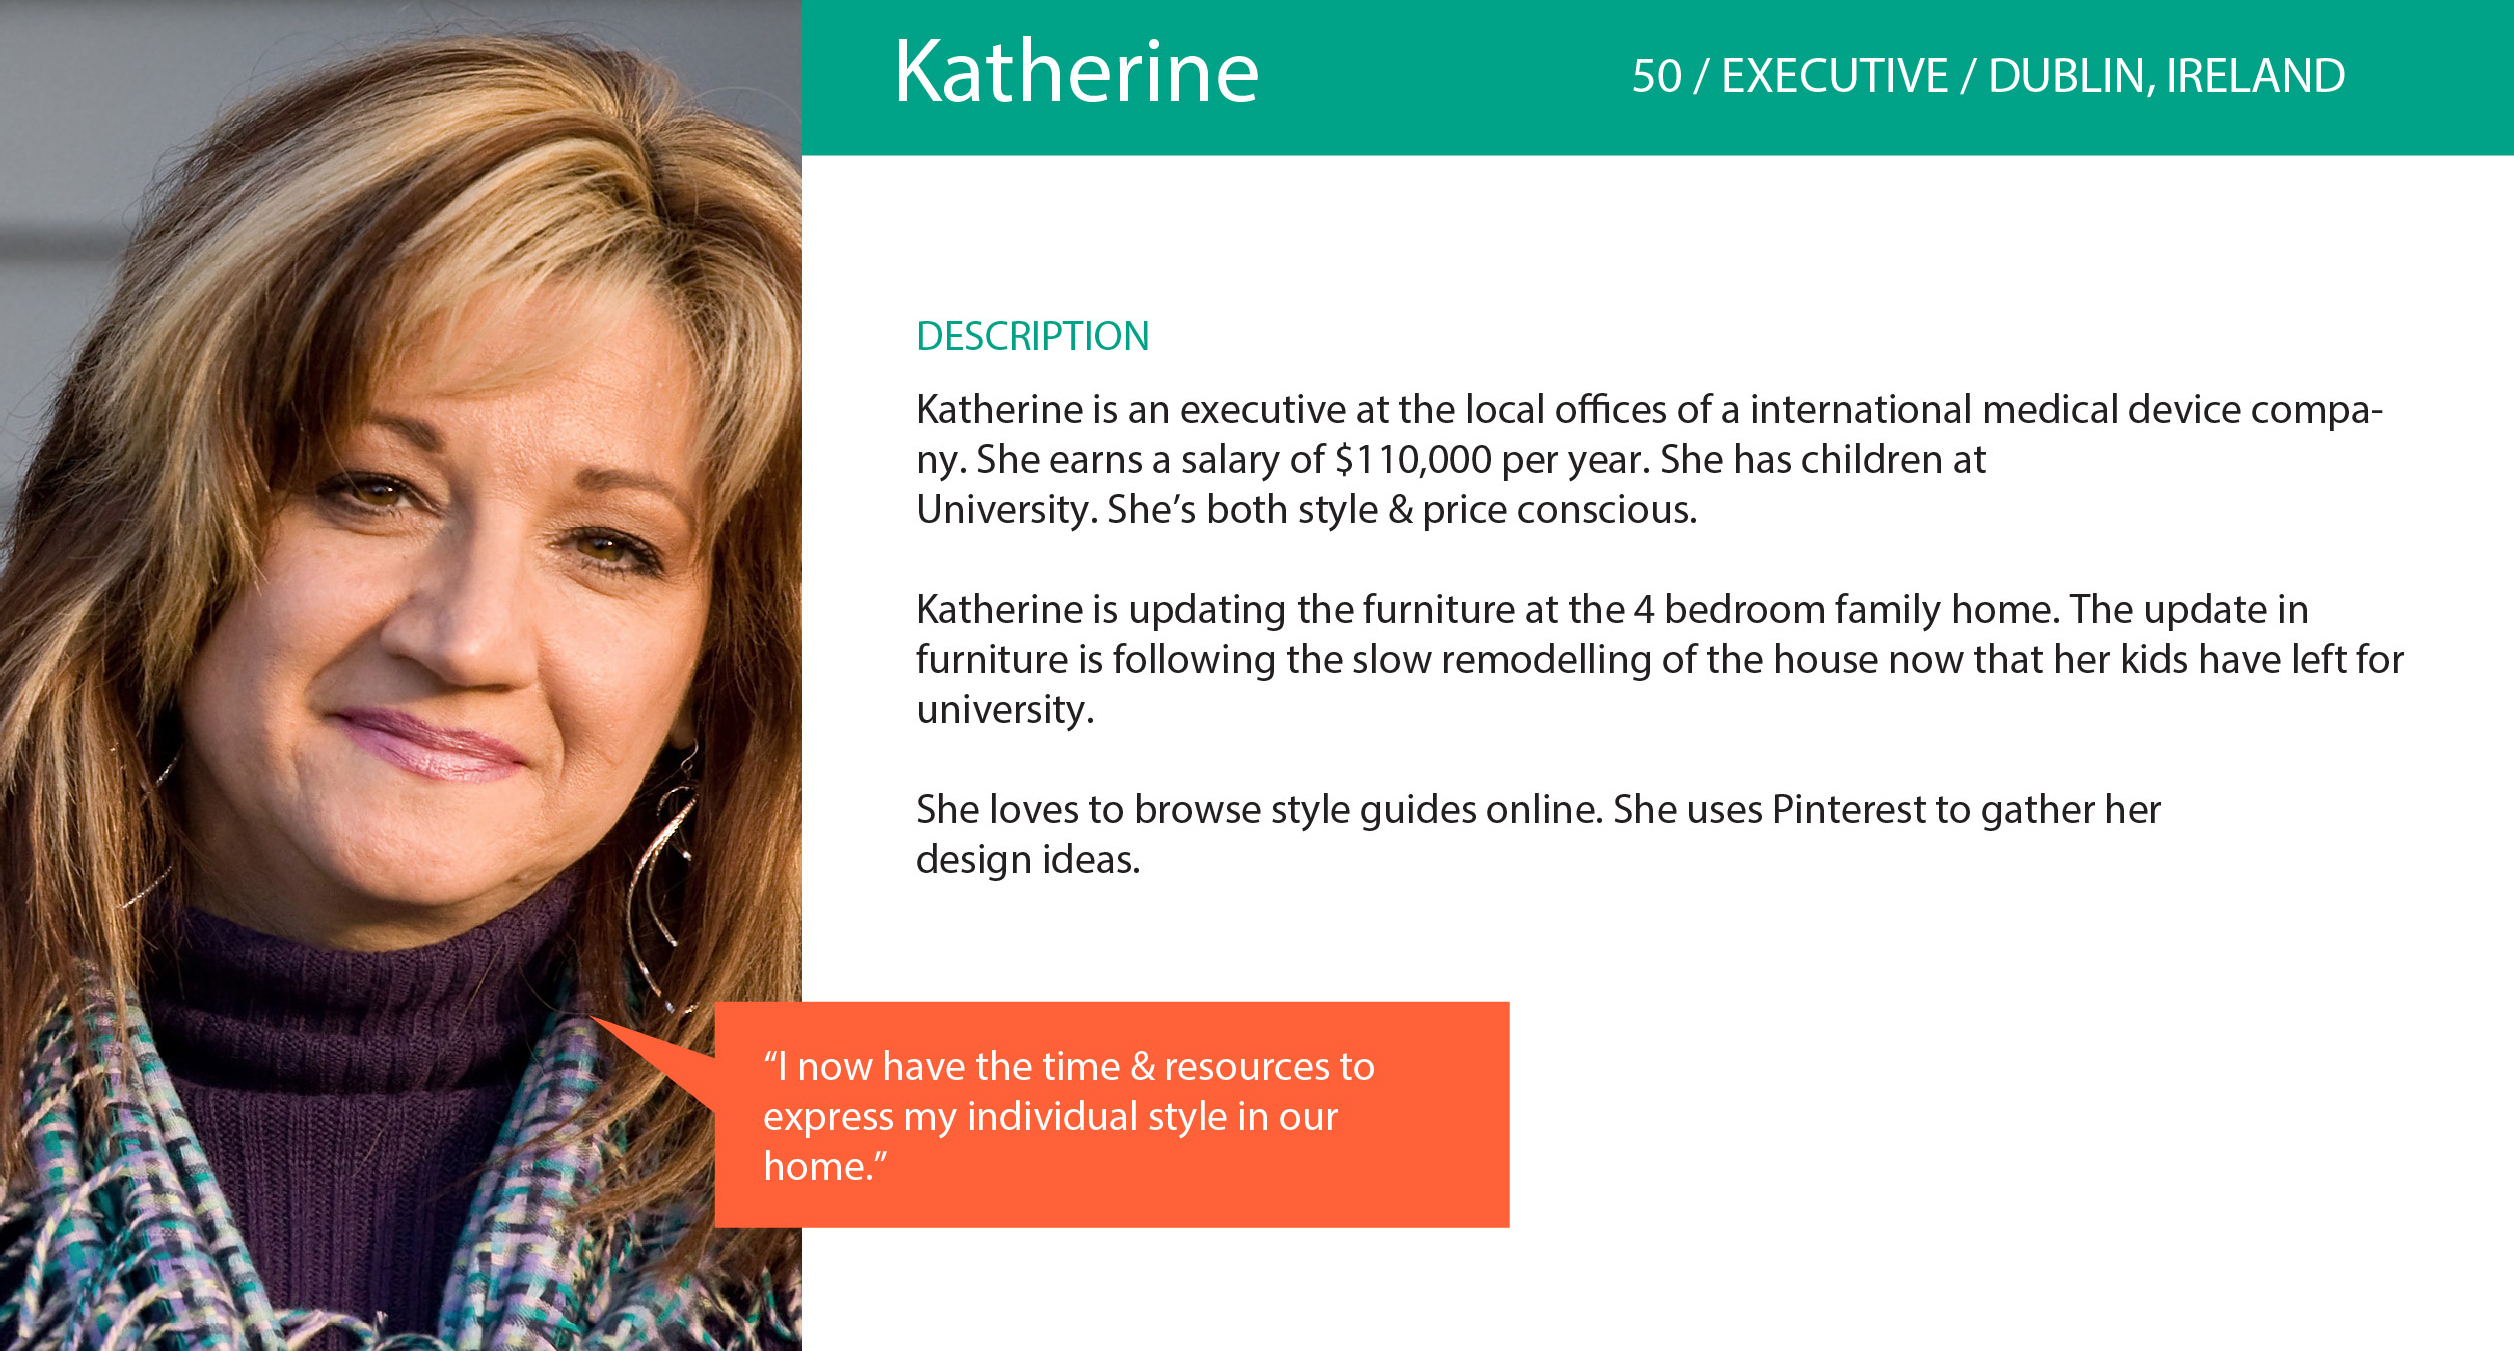 Katherine
50 / EXECUTIVE / DUBLIN, IRELAND
DESCRIPTION
Katherine is an executive at the local offices of a international medical device compa-
ny. She earns a salary of $110,000 per year. She has children at
University. She’s both style & price conscious.
Katherine is updating the furniture at the 4 bedroom family home. The update in
furniture is following the slow remodelling of the house now that her kids have left for
university.
She loves to browse style guides online. She uses Pinterest to gather her
design ideas.
“I now have the time & resources to
express my individual style in our
home.”